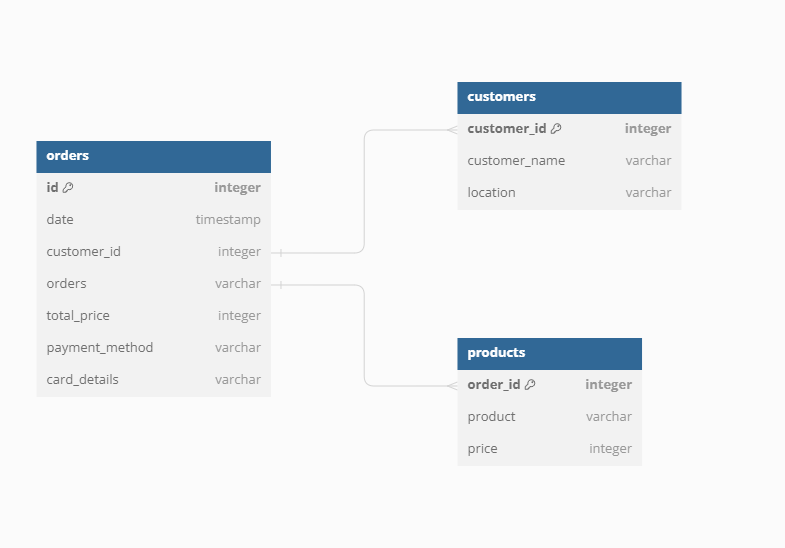 orders
id integer
date timestamp
customer_id integer
orders varchar
total_price integer
payment_method varchar
card_details varchar
customers
customer_id integer
customer_name varchar
location varchar
products
order_id integer
product varchar
price integer